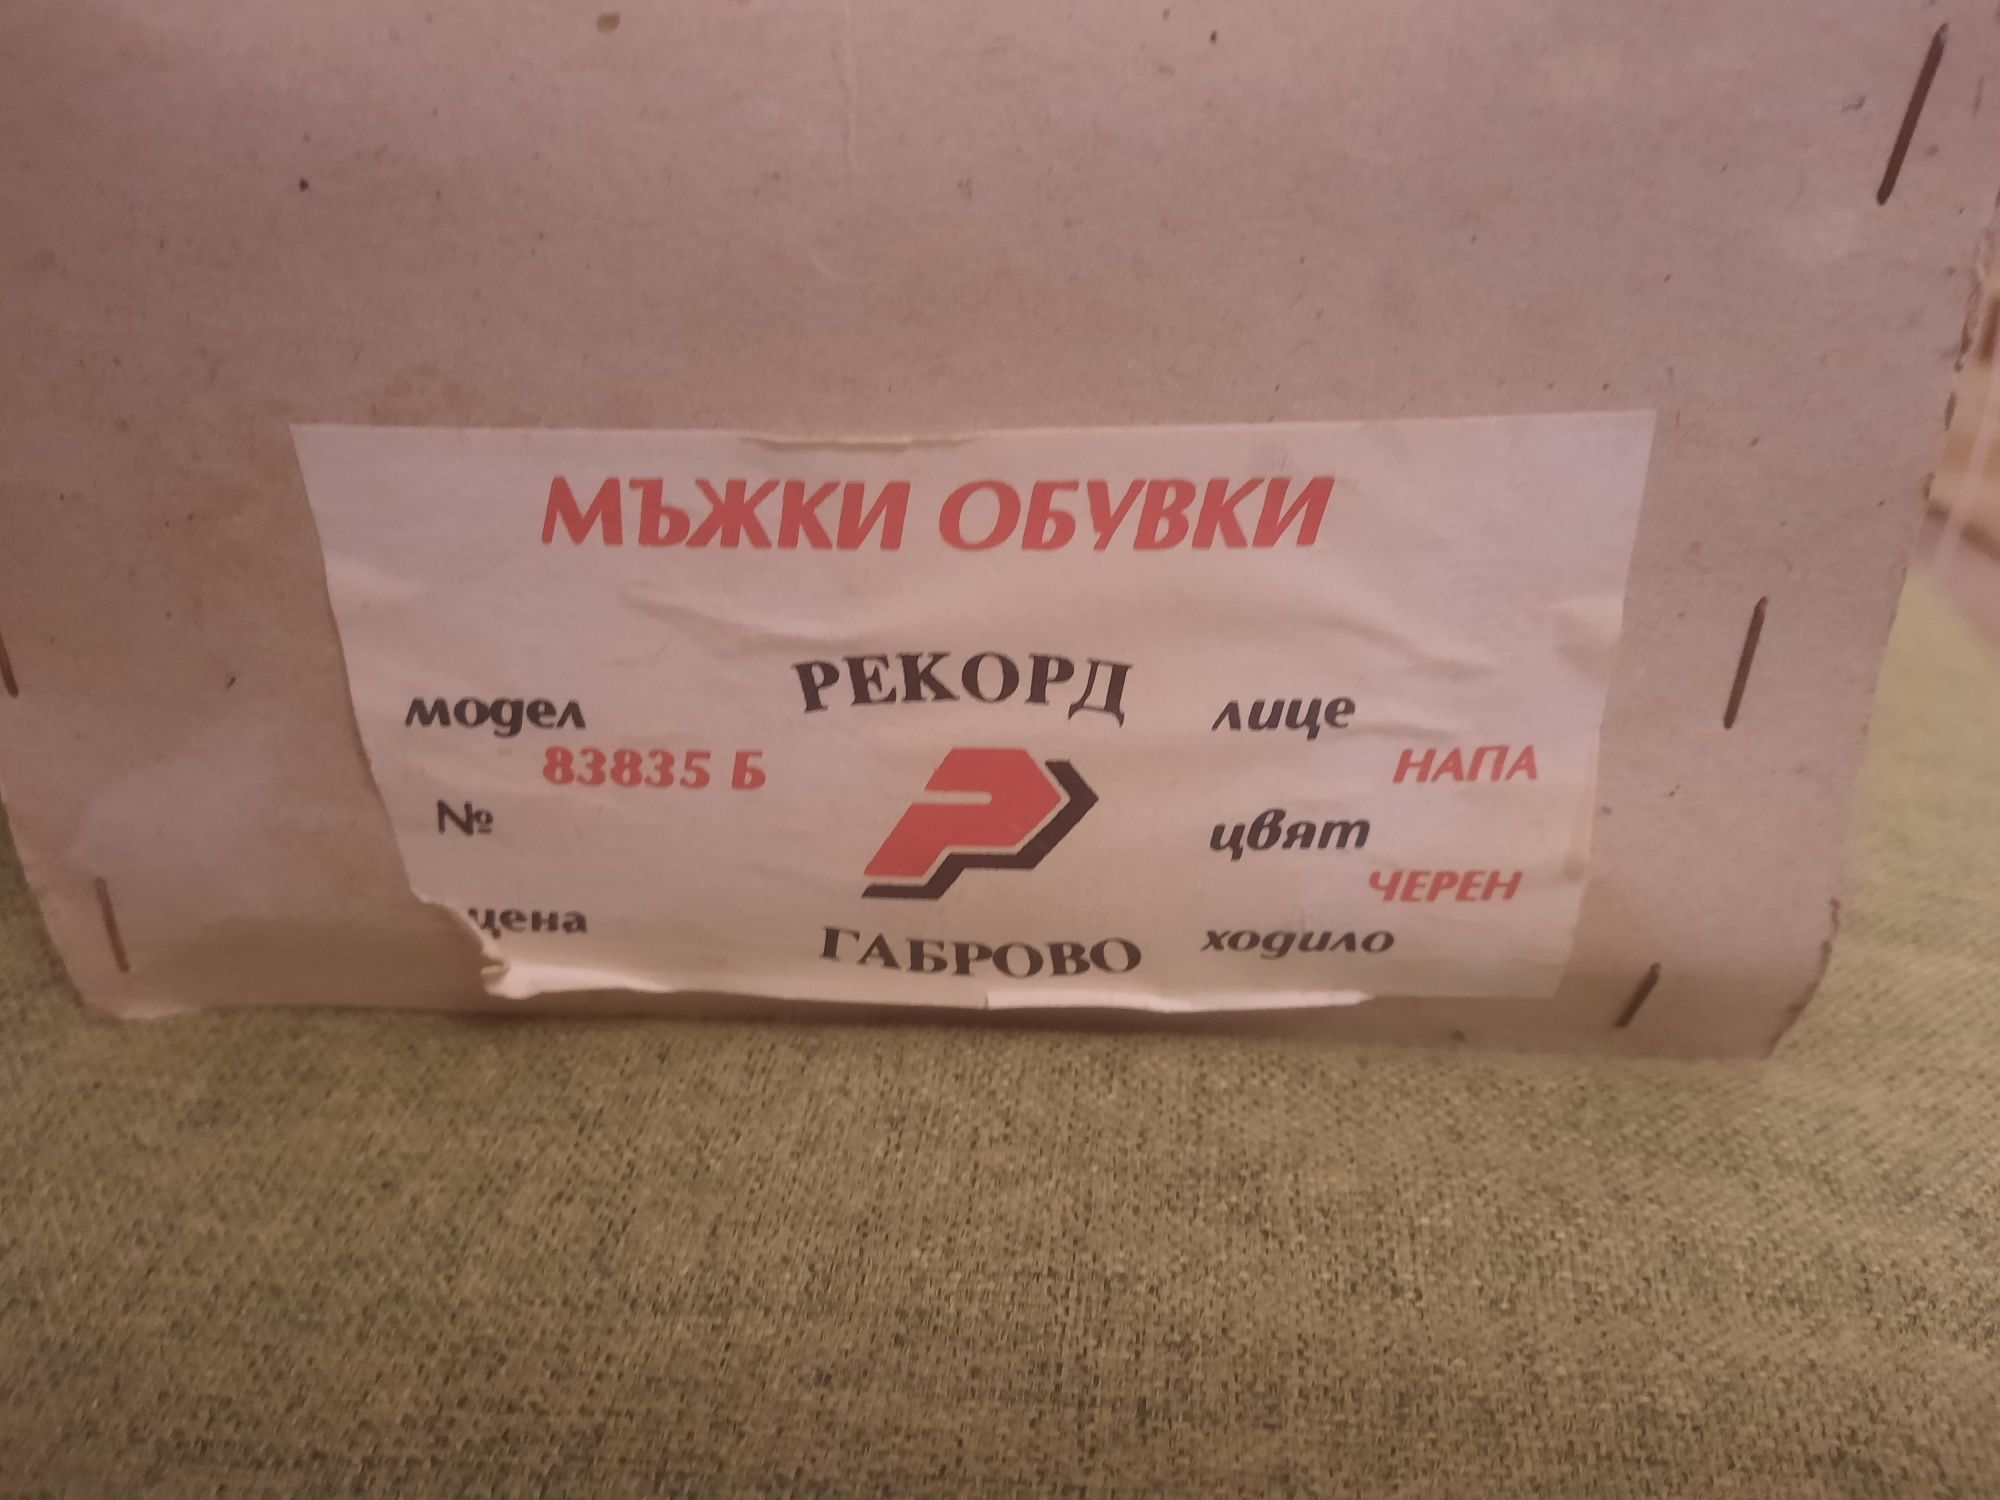 МЪЖКИ ОБУВКИ
РЕКОРД
модел
83835 Б
№
цена
лице
НАПА
цвят
ЧЕРЕН
ходило
ГАБРОВО